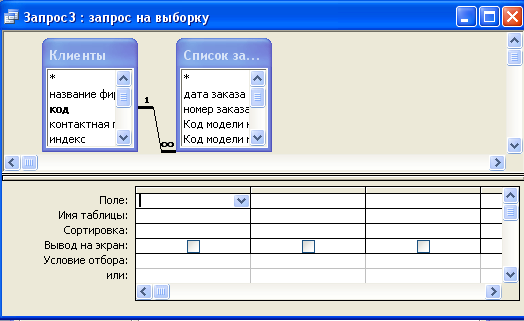 Запрос3 : запрос на выборку
Клиенты
*
название фир
код
контактная п
индекс
1
∞
Список за...
*
дата заказа
номер заказа
Код модели н
Код модели м
Поле:
Имя таблицы:
Сортировка:
Вывод на экран:
Условие отбора:
или: